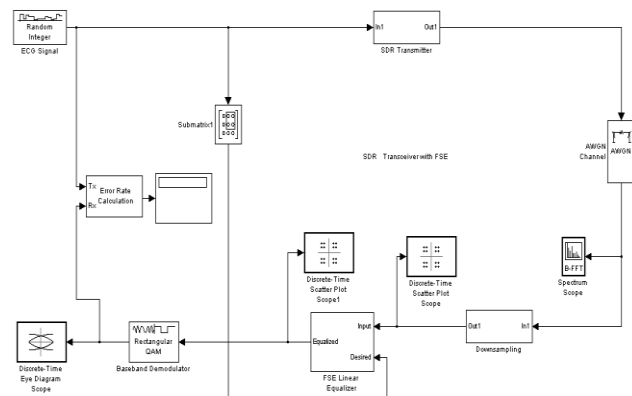 Random
Integer
ECG Signal
In1
Out1
SDR Transmitter
Submatrix1
SDR Transceiver with FSE
AWGN
Channel
AWGN
Tx
Rx
Error Rate
Calculation
Discrete-Time
Scatter Plot
Scope1
Discrete-Time
Scatter Plot
Scope
B-FFT
Spectrum
Scope
Discrete-Time
Eye Diagram
Scope
Rectangular
QAM
Baseband Demodulator
Equalized
Input
Desired
FSE Linear
Equalizer
Out1
In1
Downsampling